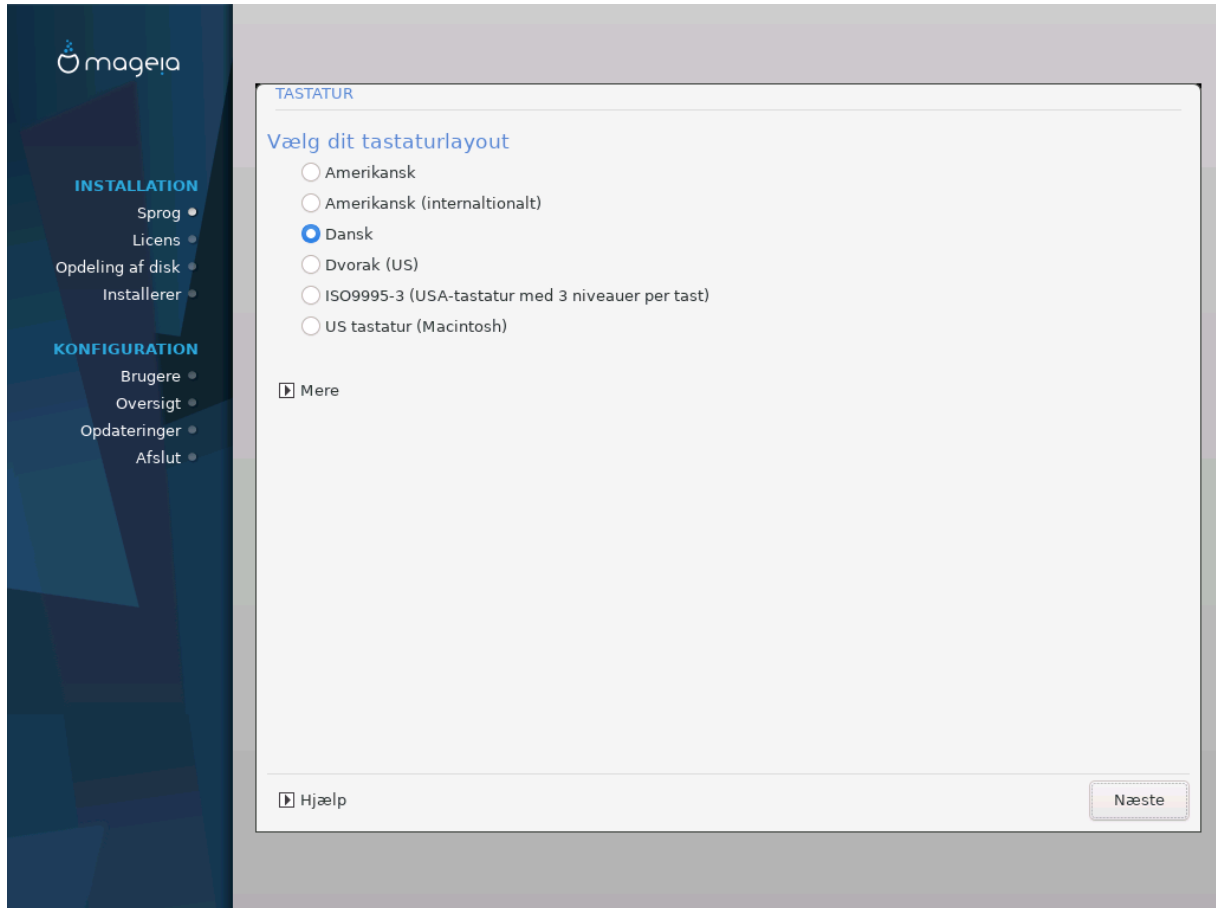 mageia
INSTALLATION
Sprog
Licens
Opdeling af disk
Installerer
KONFIGURATION
Brugere
Oversigt
Opdateringer
Afslut
TASTATUR
Vælg dit tastaturlayout
Amerikansk
Amerikansk (internaltionalt)
Dansk
Dvorak (US)
ISO9995-3 (USA-tastatur med 3 niveauer per tast)
US tastatur (Macintosh)
Mere
Hjælp
Næste